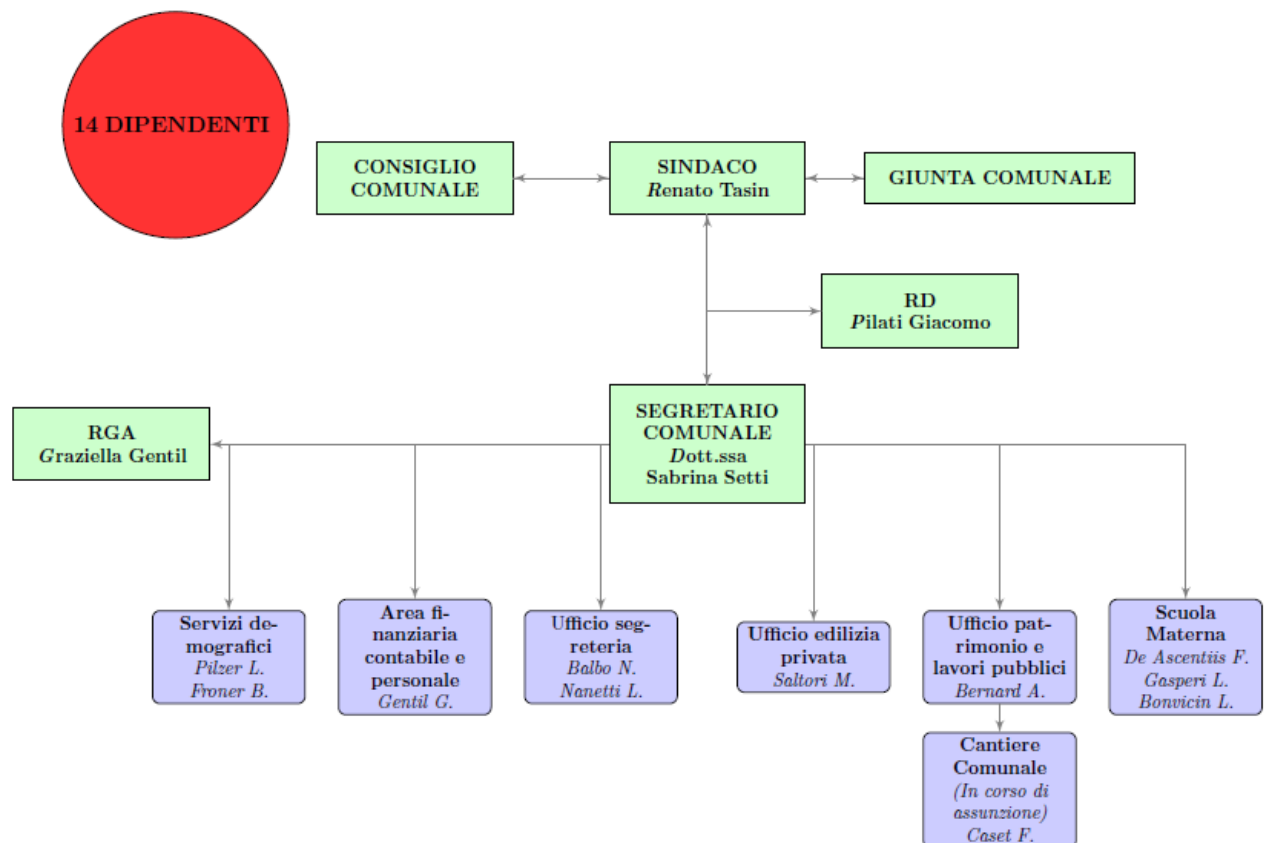 14 DIPENDENTI
CONSIGLIO
COMUNALE
SINDACO
Renato Tasin
GIUNTA COMUNALE
RD
Pilati Giacomo
SEGRETARIO
COMUNALE
Dott.ssa
Sabrina Setti
RGA
Graziella Gentil
Servizi de-
mografici
Pilzer L.
Froner B.
Area fi-
nanziaria
contabile e
personale
Gentil G.
Ufficio seg-
reteria
Balbo N.
Nanetti L.
Ufficio edilizia
privata
Saltori M.
Ufficio pat-
rimonio e
lavori pubblici
Bernard A.
Scuola
Materna
De Ascentiis F.
Gasperi L.
Bonvicin L.
Cantiere
Comunale
(In corso di
assunzione)
Caset F.